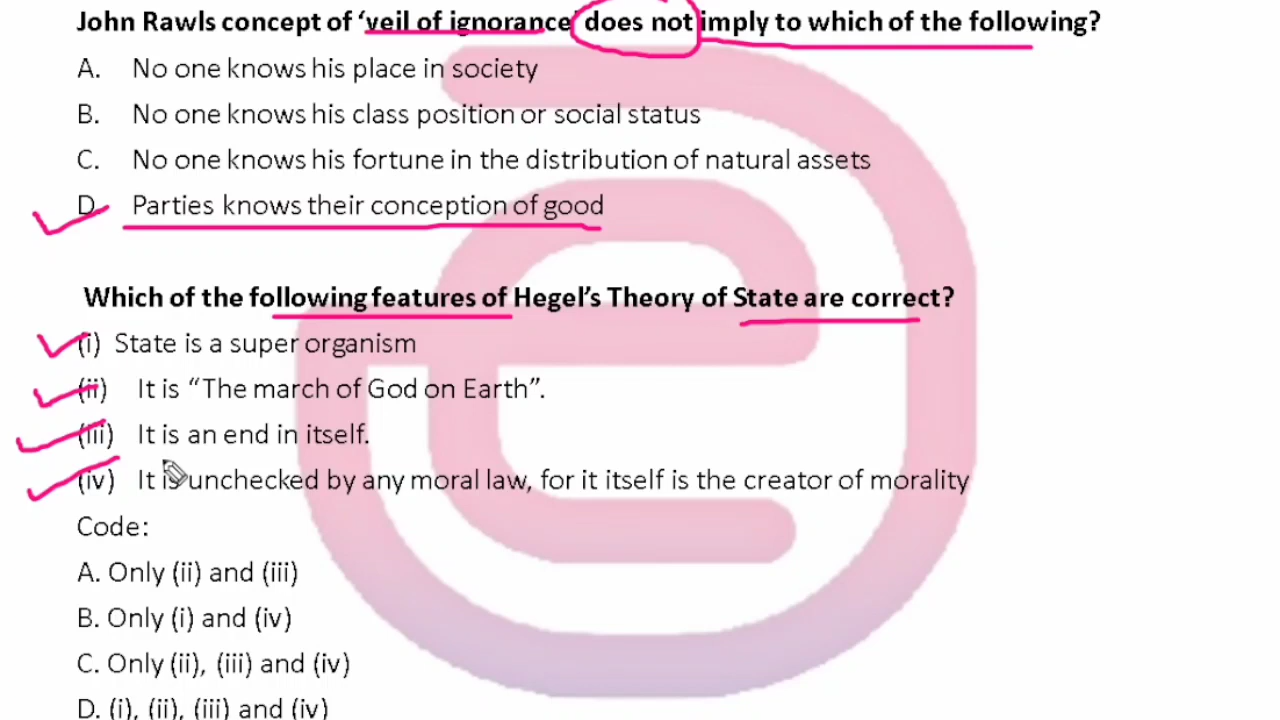 John Rawls concept of ‘veil of ignorance’ does not imply to which of the following?
A. No one knows his place in society
B. No one knows his class position or social status
C. No one knows his fortune in the distribution of natural assets
D. Parties knows their conception of good
Which of the following features of Hegel’s Theory of State are correct?
(i) State is a super organism
(ii) It is “The march of God on Earth”.
(iii) It is an end in itself.
(iv) It is unchecked by any moral law, for it itself is the creator of morality
Code:
A. Only (ii) and (iii)
B. Only (i) and (iv)
C. Only (ii), (iii) and (iv)
D. (i), (ii), (iii) and (iv)